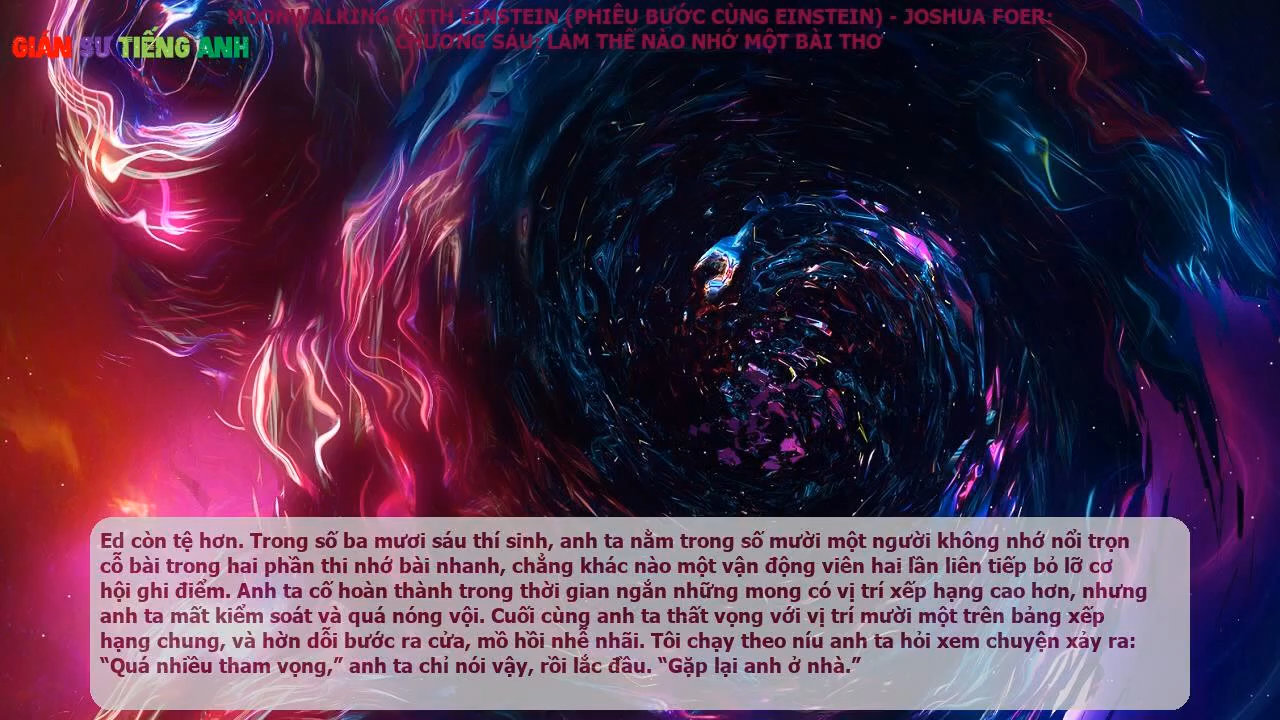 MOONWALKING WITH EINSTEIN (PHIÊU BƯỚC CÙNG EINSTEIN) - JOSHUA FOER:
CHƯƠNG SÁU: LÀM THẾ NÀO NHỚ MỘT BÀI THƠ
GIÁN SƯ TIẾNG ANH
Ed còn tệ hơn. Trong số ba mươi sáu thí sinh, anh ta nằm trong số mười một người không nhớ nổi trọn
cỗ bài trong hai phần thi nhớ bài nhanh, chẳng khác nào một vận động viên hai lần liên tiếp bỏ lỡ cơ
hội ghi điểm. Anh ta cố hoàn thành trong thời gian ngắn những mong có vị trí xếp hạng cao hơn, nhưng
anh ta mất kiểm soát và quá nóng vội. Cuối cùng anh ta thất vọng với vị trí mười một trên bảng xếp
hạng chung, và hờn dỗi bước ra cửa, mồ hồi nhễ nhãi. Tôi chạy theo níu anh ta hỏi xem chuyện xảy ra:
“Quá nhiều tham vọng,” anh ta chỉ nói vậy, rồi lắc đầu. “Gặp lại anh ở nhà.”